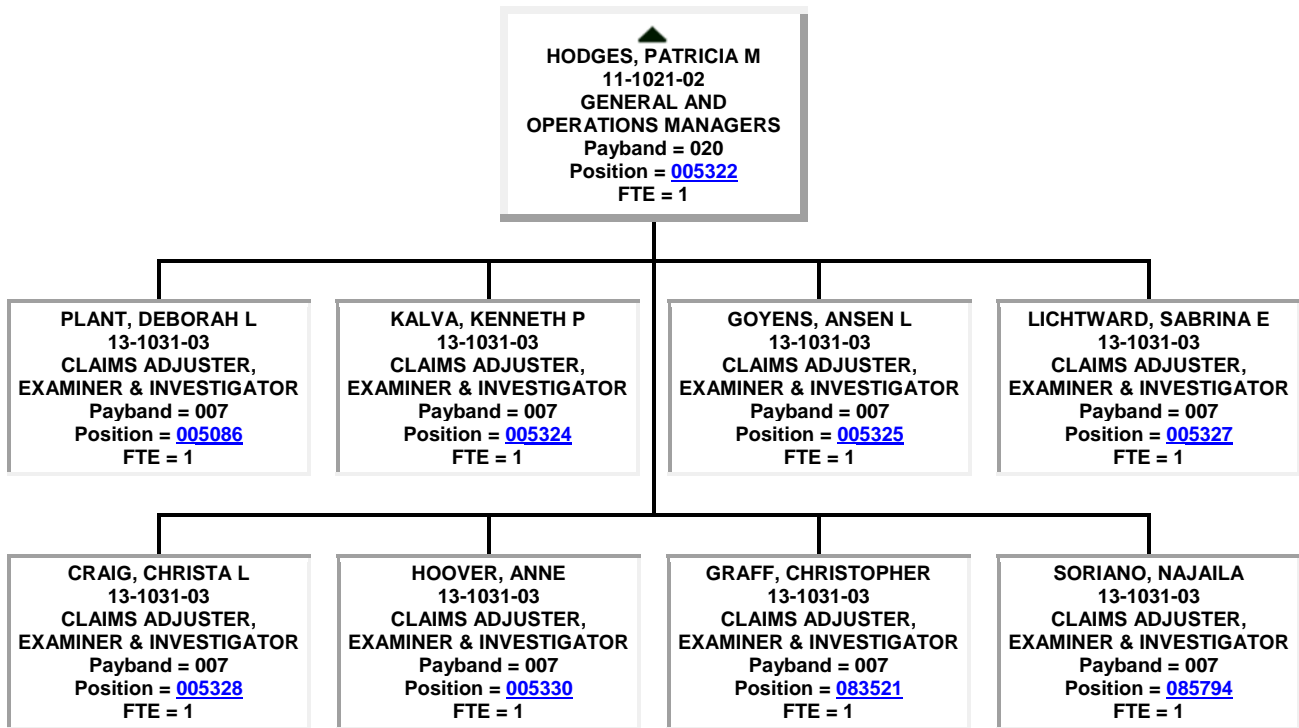 HODGES, PATRICIA M
11-1021-02
GENERAL AND
OPERATIONS MANAGERS
Payband = 020
Position = 005322
FTE = 1
PLANT, DEBORAH L
13-1031-03
CLAIMS ADJUSTER,
EXAMINER & INVESTIGATOR
Payband = 007
Position = 005086
FTE = 1
KALVA, KENNETH P
13-1031-03
CLAIMS ADJUSTER,
EXAMINER & INVESTIGATOR
Payband = 007
Position = 005324
FTE = 1
GOYENS, ANSEN L
13-1031-03
CLAIMS ADJUSTER,
EXAMINER & INVESTIGATOR
Payband = 007
Position = 005325
FTE = 1
LICHTWARD, SABRINA E
13-1031-03
CLAIMS ADJUSTER,
EXAMINER & INVESTIGATOR
Payband = 007
Position = 005327
FTE = 1
CRAIG, CHRISTA L
13-1031-03
CLAIMS ADJUSTER,
EXAMINER & INVESTIGATOR
Payband = 007
Position = 005328
FTE = 1
HOOVER, ANNE
13-1031-03
CLAIMS ADJUSTER,
EXAMINER & INVESTIGATOR
Payband = 007
Position = 005330
FTE = 1
GRAFF, CHRISTOPHER
13-1031-03
CLAIMS ADJUSTER,
EXAMINER & INVESTIGATOR
Payband = 007
Position = 083521
FTE = 1
SORIANO, NAJAILA
13-1031-03
CLAIMS ADJUSTER,
EXAMINER & INVESTIGATOR
Payband = 007
Position = 085794
FTE = 1